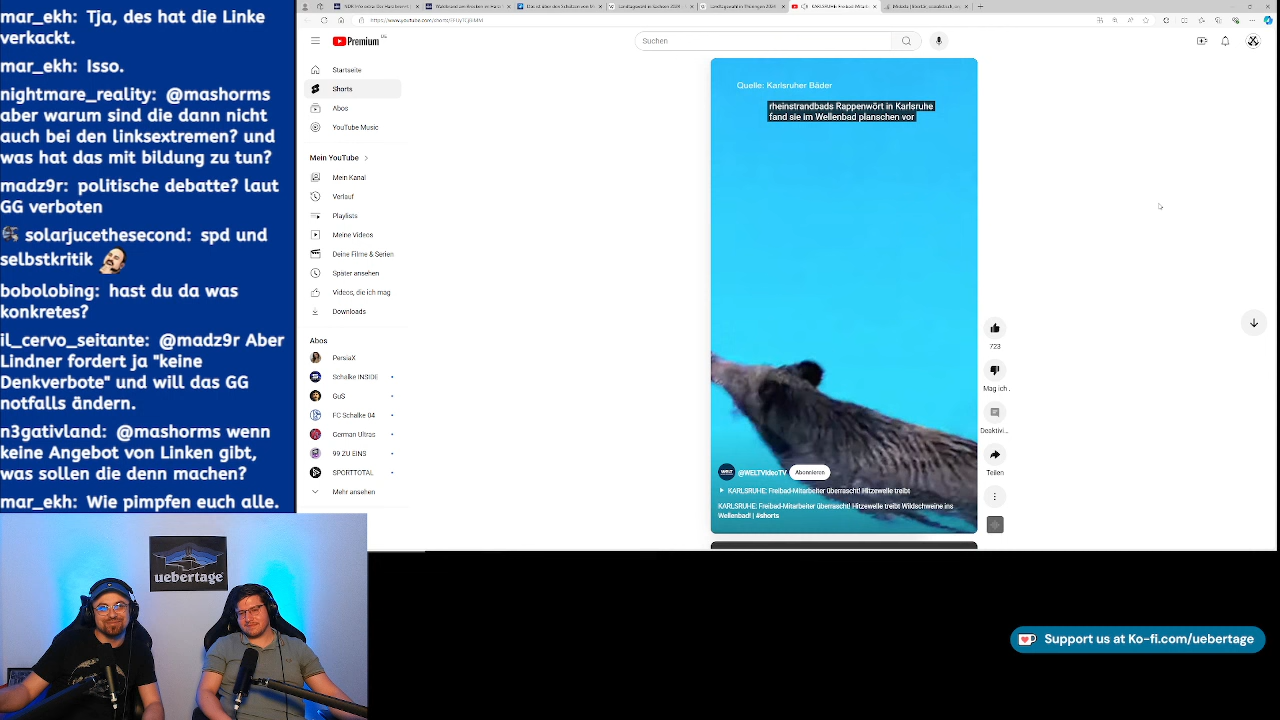 mar_ekh: Tja, des hat die Linke
verkackt.
mar_ekh: Isso.
nightmare_reality: @mashorms
aber warum sind die dann nicht
auch bei den linksextremen? und
was hat das mit bildung zu tun?
madz9r: politische debatte? laut
GG verboten
solarjucethesecond: spd und
selbstkritik
bobolobing: hast du da was
konkretes?
il_cervo_seitante: @madz9r Aber
Lindner fordert ja "keine
Denkverbote" und will das GG
notfalls ändern.
n3gativland: @mashorms wenn
keine Angebot von Linken gibt,
was sollen die denn machen?
mar_ekh: Wie pimpfen euch alle.
Premium
DE
Suchen
Startseite
Shorts
Abos
YouTube Music
Mein YouTube
Mein Kanal
Verlauf
Playlists
Meine Videos
Deine Filme & Serien
Später ansehen
Videos, die ich mag
Downloads
Abos
PersiaX
Schalke INSIDE
GuS
FC Schalke 04
German Ultras
99 ZU EINS
SPORTTOTAL
Mehr ansehen
Quelle: Karlsruher Bäder
rheinstrandbads Rappenwört in Karlsruhe
fand sie im Wellenbad planschen vor
welt
@WELTVideoTV
Abonnieren
KARLSRUHE: Freibad-Mitarbeiter überrascht! Hitzewelle treibt
KARLSRUHE: Freibad-Mitarbeiter überrascht! Hitzewelle treibt Wildschweine ins
Wellenbad! | #shorts
723
Mag ich .
Deaktivi...
Teilen
uebertage
Support us at Ko-fi.com/uebertage